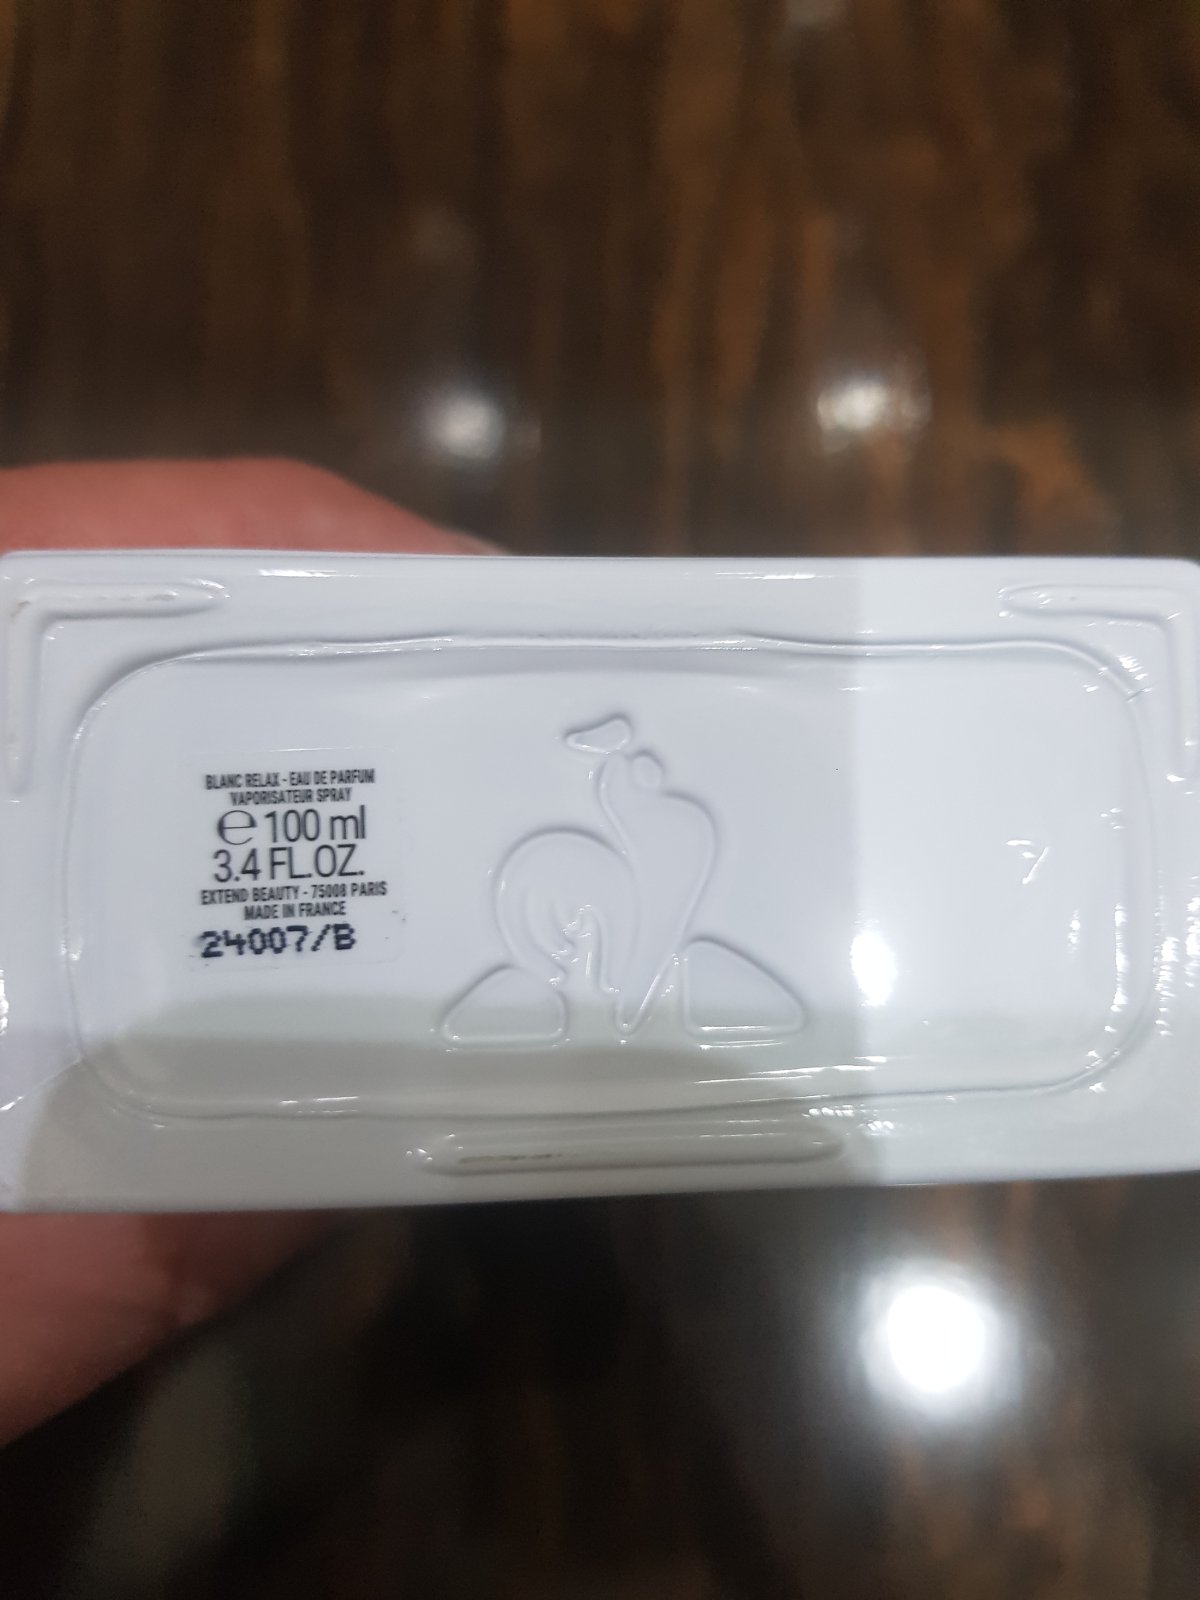 BLANC RELAX - EAU DE PARFUM
VAPORISATEUR SPRAY
℮ 100 ml
3.4 FL.OZ.
EXTEND BEAUTY - 75008 PARIS
MADE IN FRANCE
24007/B